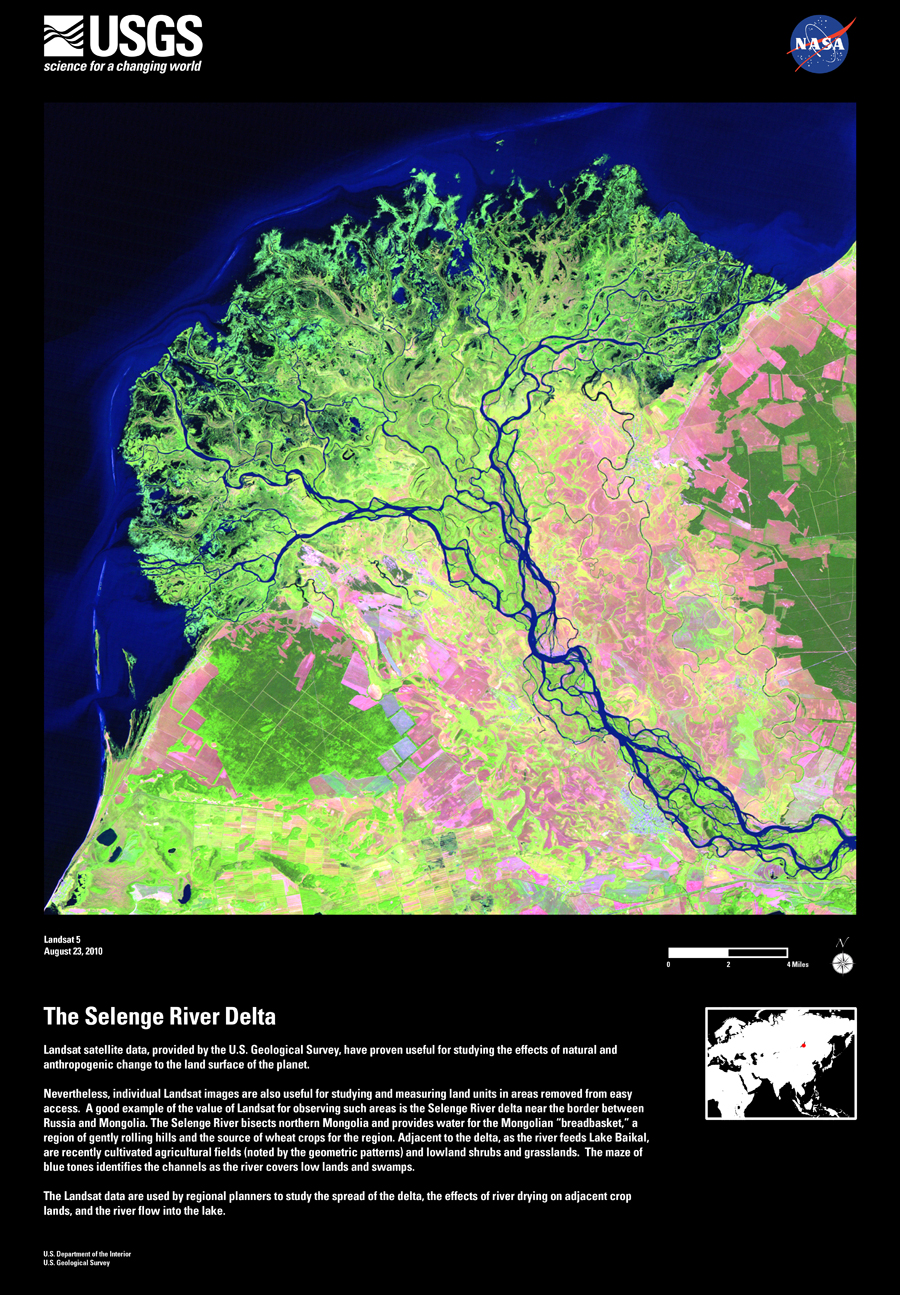 USGS
science for a changing world
NASA
Landsat 5
August 23, 2010
N
0 2 4 Miles
The Selenge River Delta
Landsat satellite data, provided by the U.S. Geological Survey, have proven useful for studying the effects of natural and
anthropogenic change to the land surface of the planet.
Nevertheless, individual Landsat images are also useful for studying and measuring land units in areas removed from easy
access.  A good example of the value of Landsat for observing such areas is the Selenge River delta near the border between
Russia and Mongolia. The Selenge River bisects northern Mongolia and provides water for the Mongolian “breadbasket,” a
region of gently rolling hills and the source of wheat crops for the region. Adjacent to the delta, as the river feeds Lake Baikal,
are recently cultivated agricultural fields (noted by the geometric patterns) and lowland shrubs and grasslands.  The maze of
blue tones identifies the channels as the river covers low lands and swamps.
The Landsat data are used by regional planners to study the spread of the delta, the effects of river drying on adjacent crop
lands, and the river flow into the lake.
U.S. Department of the Interior
U.S. Geological Survey